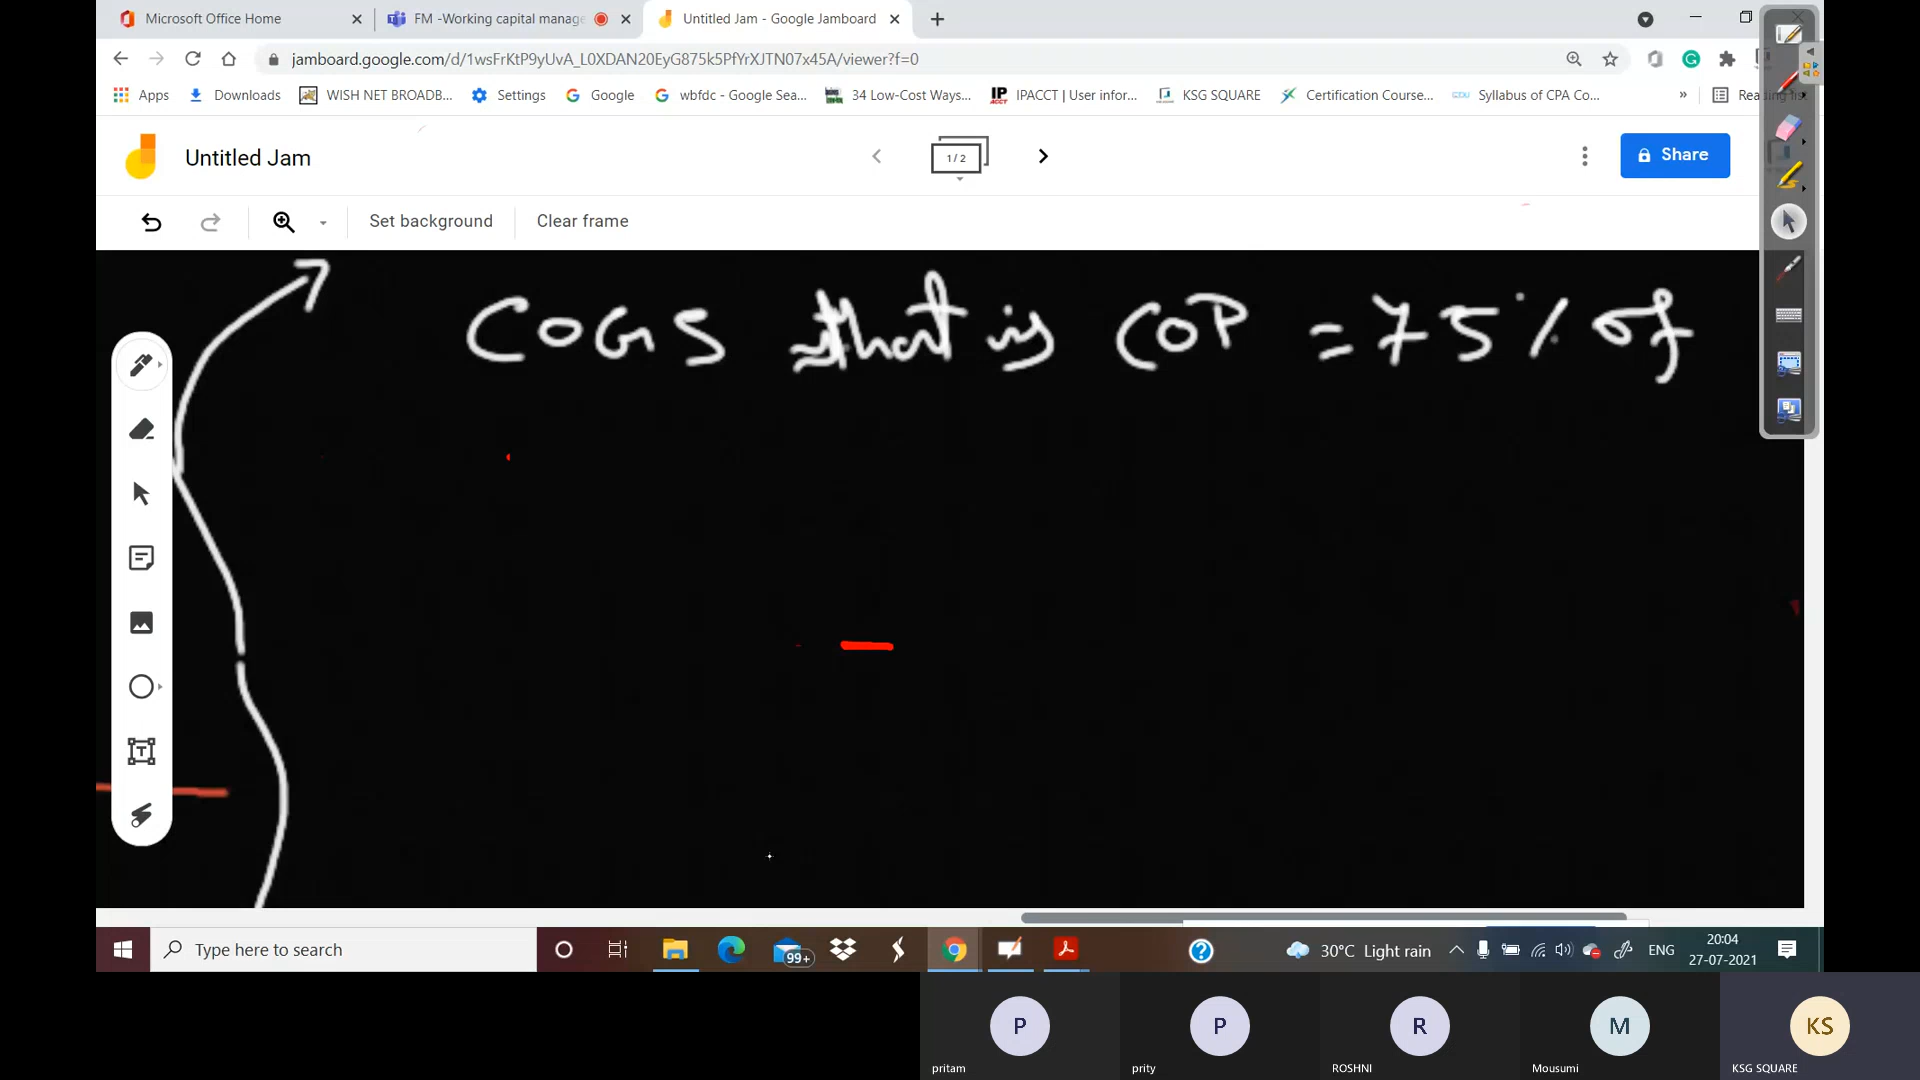 Microsoft Office Home
FM -Working capital manage
Untitled Jam - Google Jamboard
jamboard.google.com/d/1wsFrKtP9yUvA_L0XDAN20EyG875k5PfYrXJTN07x45A/viewer?f=0
Apps
Downloads
WISH NET BROADB...
Settings
Google
wbfdc - Google Sea...
34 Low-Cost Ways...
IPACCT | User infor...
KSG SQUARE
Certification Course...
Syllabus of CPA Co...
»
Untitled Jam
1 / 2
Share
Set background
Clear frame
COGS that is COP = 75% of
Type here to search
99+
30°C Light rain
ENG
20:04
27-07-2021
P
P
R
M
KS
pritam
prity
ROSHNI
Mousumi
KSG SQUARE